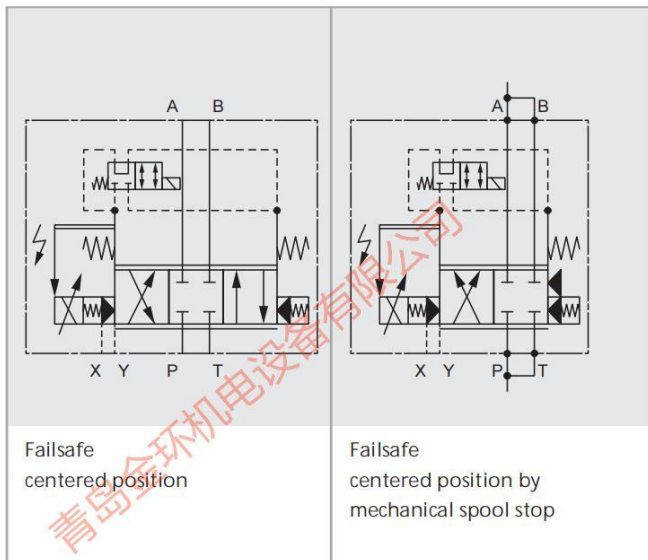 A B
X Y P T
Failsafe
centered position
A B
X Y P T
Failsafe
centered position by
mechanical spool stop
青岛金环机电设备有限公司